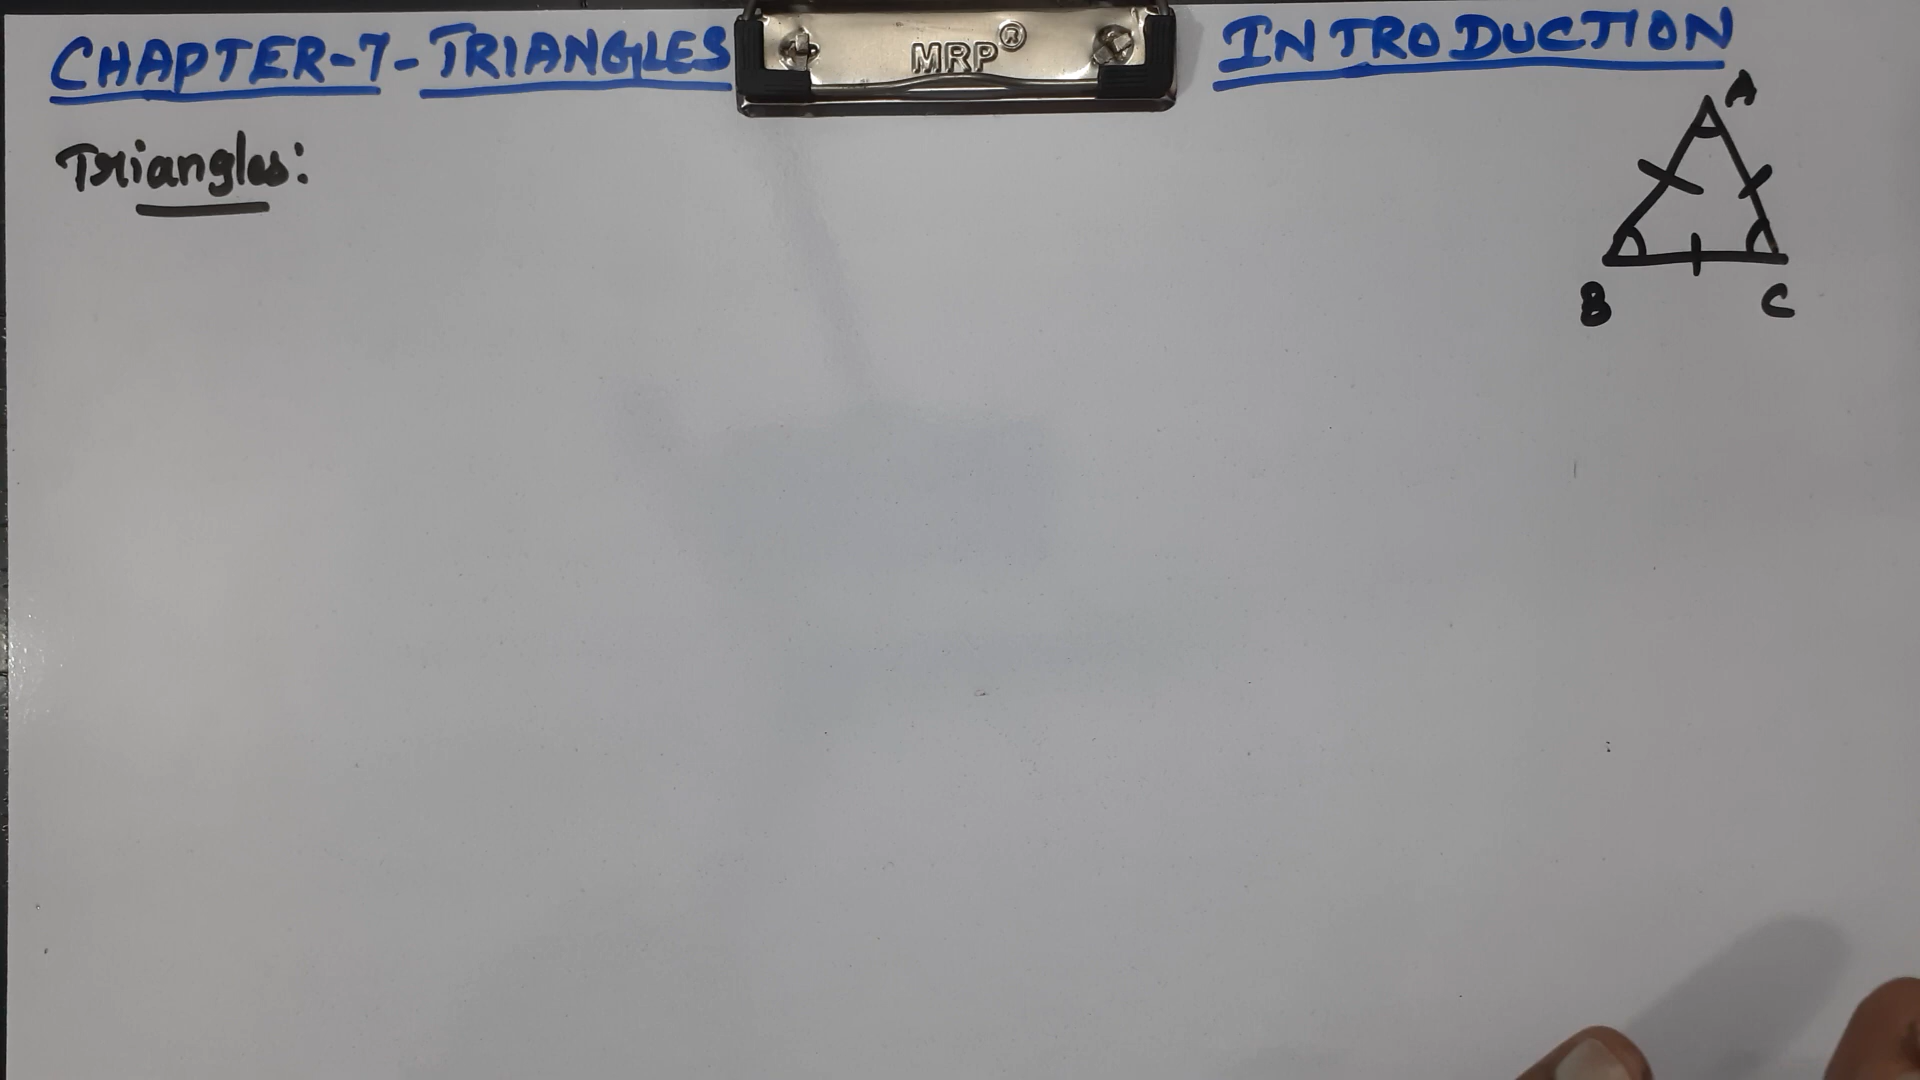 CHAPTER-7-TRIANGLES
MRP®
INTRODUCTION
Triangles:
A
B
C